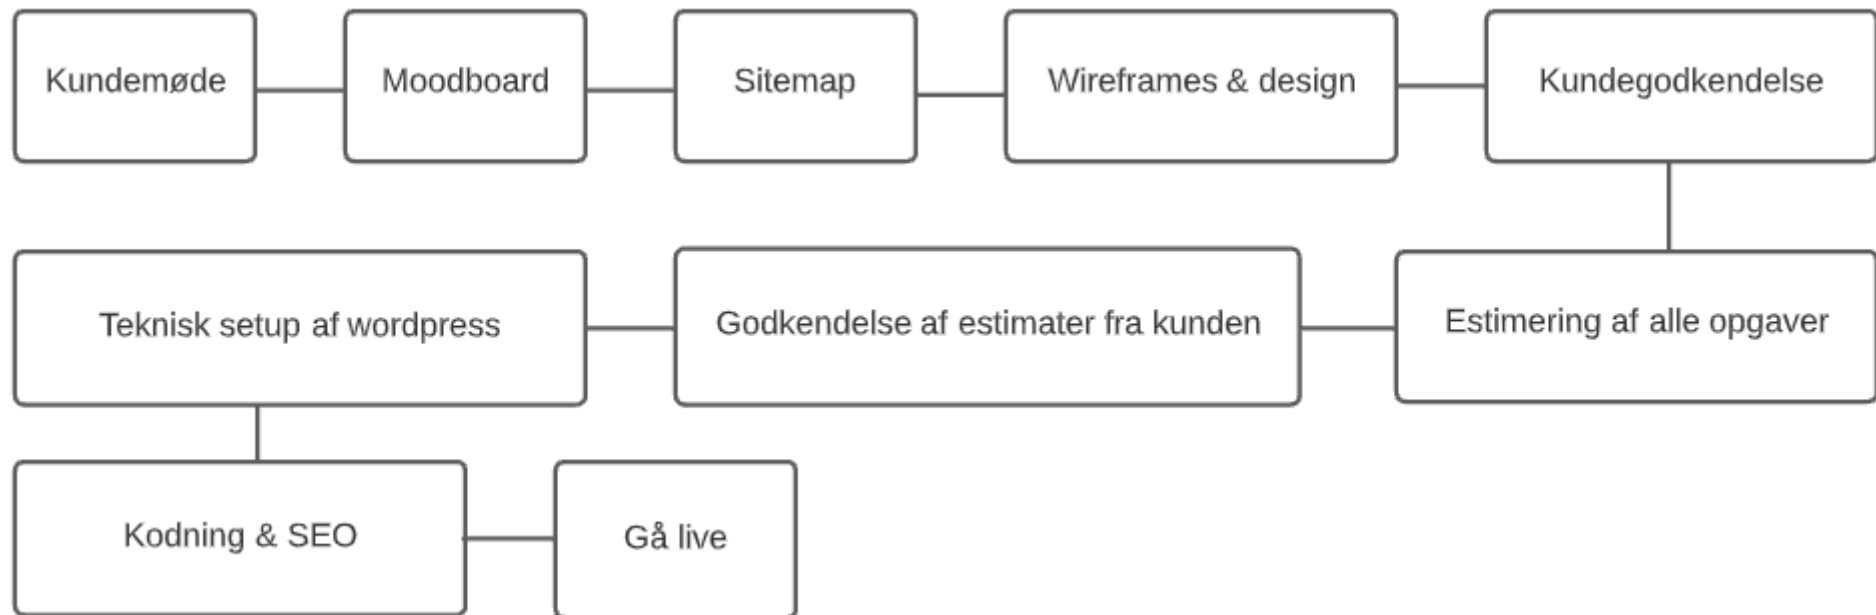 Kundemøde
Moodboard
Sitemap
Wireframes & design
Kundegodkendelse
Estimering af alle opgaver
Godkendelse af estimater fra kunden
Teknisk setup af wordpress
Kodning & SEO
Gå live